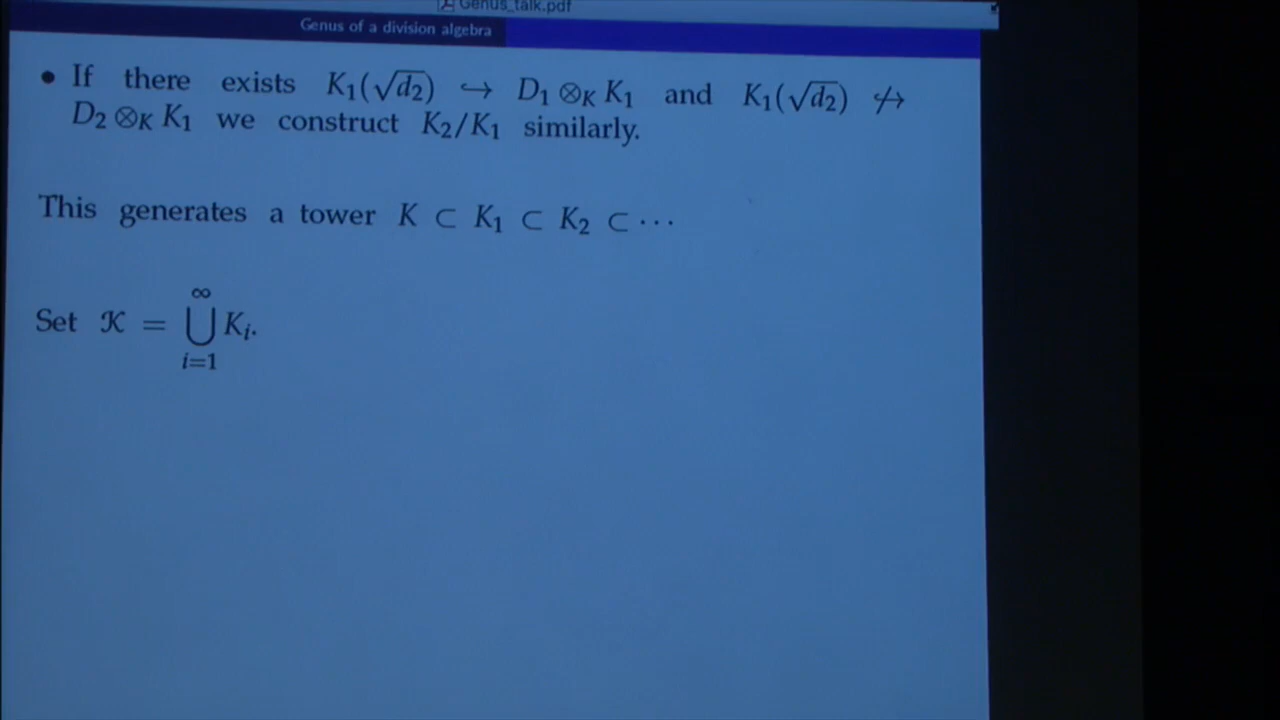 Genus_talk.pdf
Genus of a division algebra
• If there exists K₁(√d₂) ↪ D₁ ⊗_K K₁ and K₁(√d₂) ↪̸
D₂ ⊗_K K₁ we construct K₂/K₁ similarly.
This generates a tower K ⊂ K₁ ⊂ K₂ ⊂ ⋯
∞
Set 𝒦 = ⋃ Kᵢ.
i=1